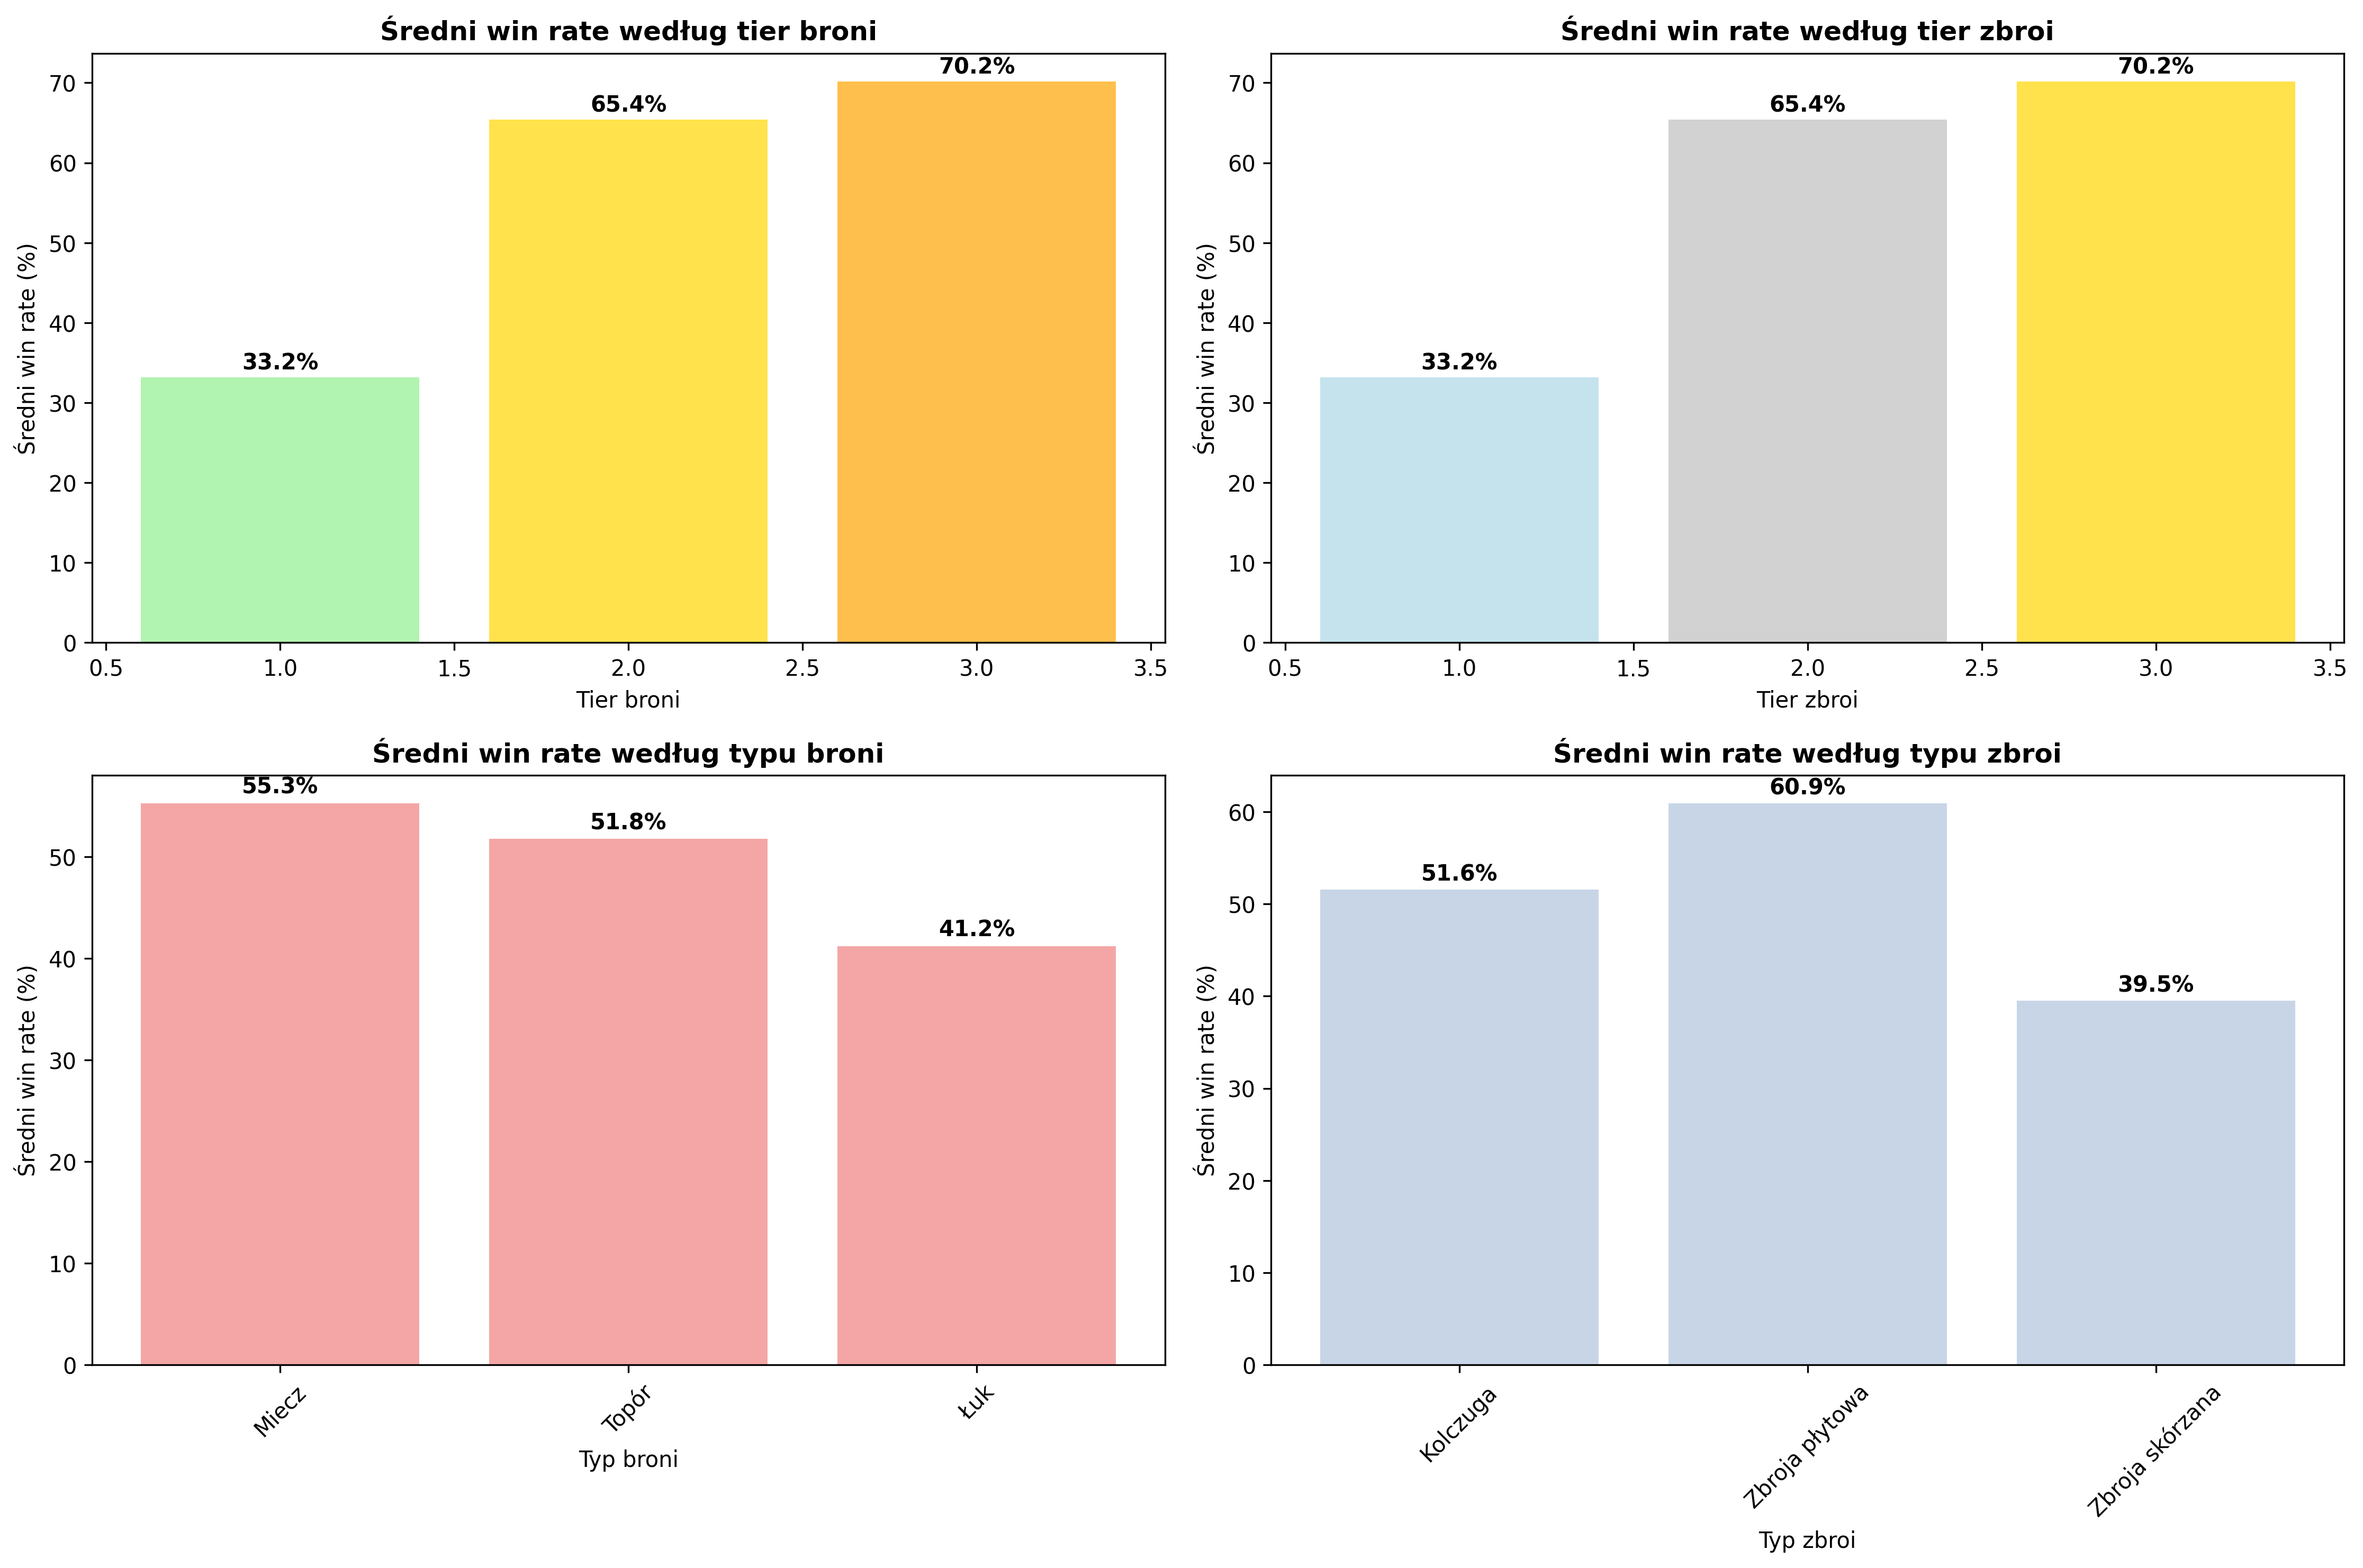 Średni win rate według tier broni
Średni win rate (%)
70
60
50
40
30
20
10
0
33.2%
65.4%
70.2%
0.5 1.0 1.5 2.0 2.5 3.0 3.5
Tier broni
Średni win rate według tier zbroi
Średni win rate (%)
70
60
50
40
30
20
10
0
33.2%
65.4%
70.2%
0.5 1.0 1.5 2.0 2.5 3.0 3.5
Tier zbroi
Średni win rate według typu broni
Średni win rate (%)
50
40
30
20
10
0
55.3%
51.8%
41.2%
Miecz
Topór
Łuk
Typ broni
Średni win rate według typu zbroi
Średni win rate (%)
60
50
40
30
20
10
0
51.6%
60.9%
39.5%
Kolczuga
Zbroja płytowa
Zbroja skórzana
Typ zbroi